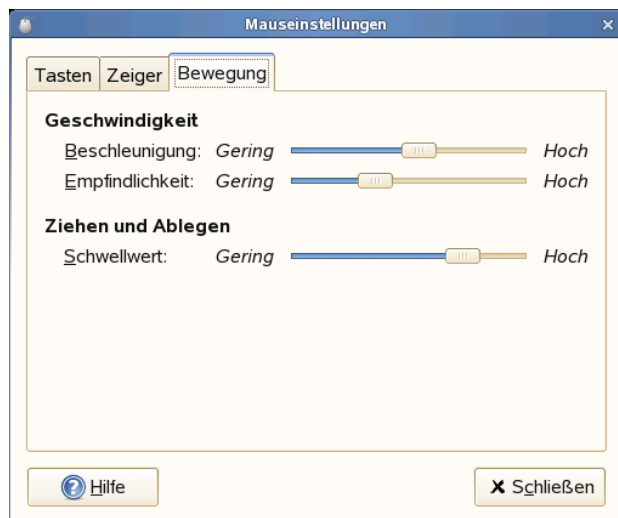 Mauseinstellungen
Tasten Zeiger Bewegung
Geschwindigkeit
Beschleunigung: Gering Hoch
Empfindlichkeit: Gering Hoch
Ziehen und Ablegen
Schwellwert: Gering Hoch
Hilfe Schließen